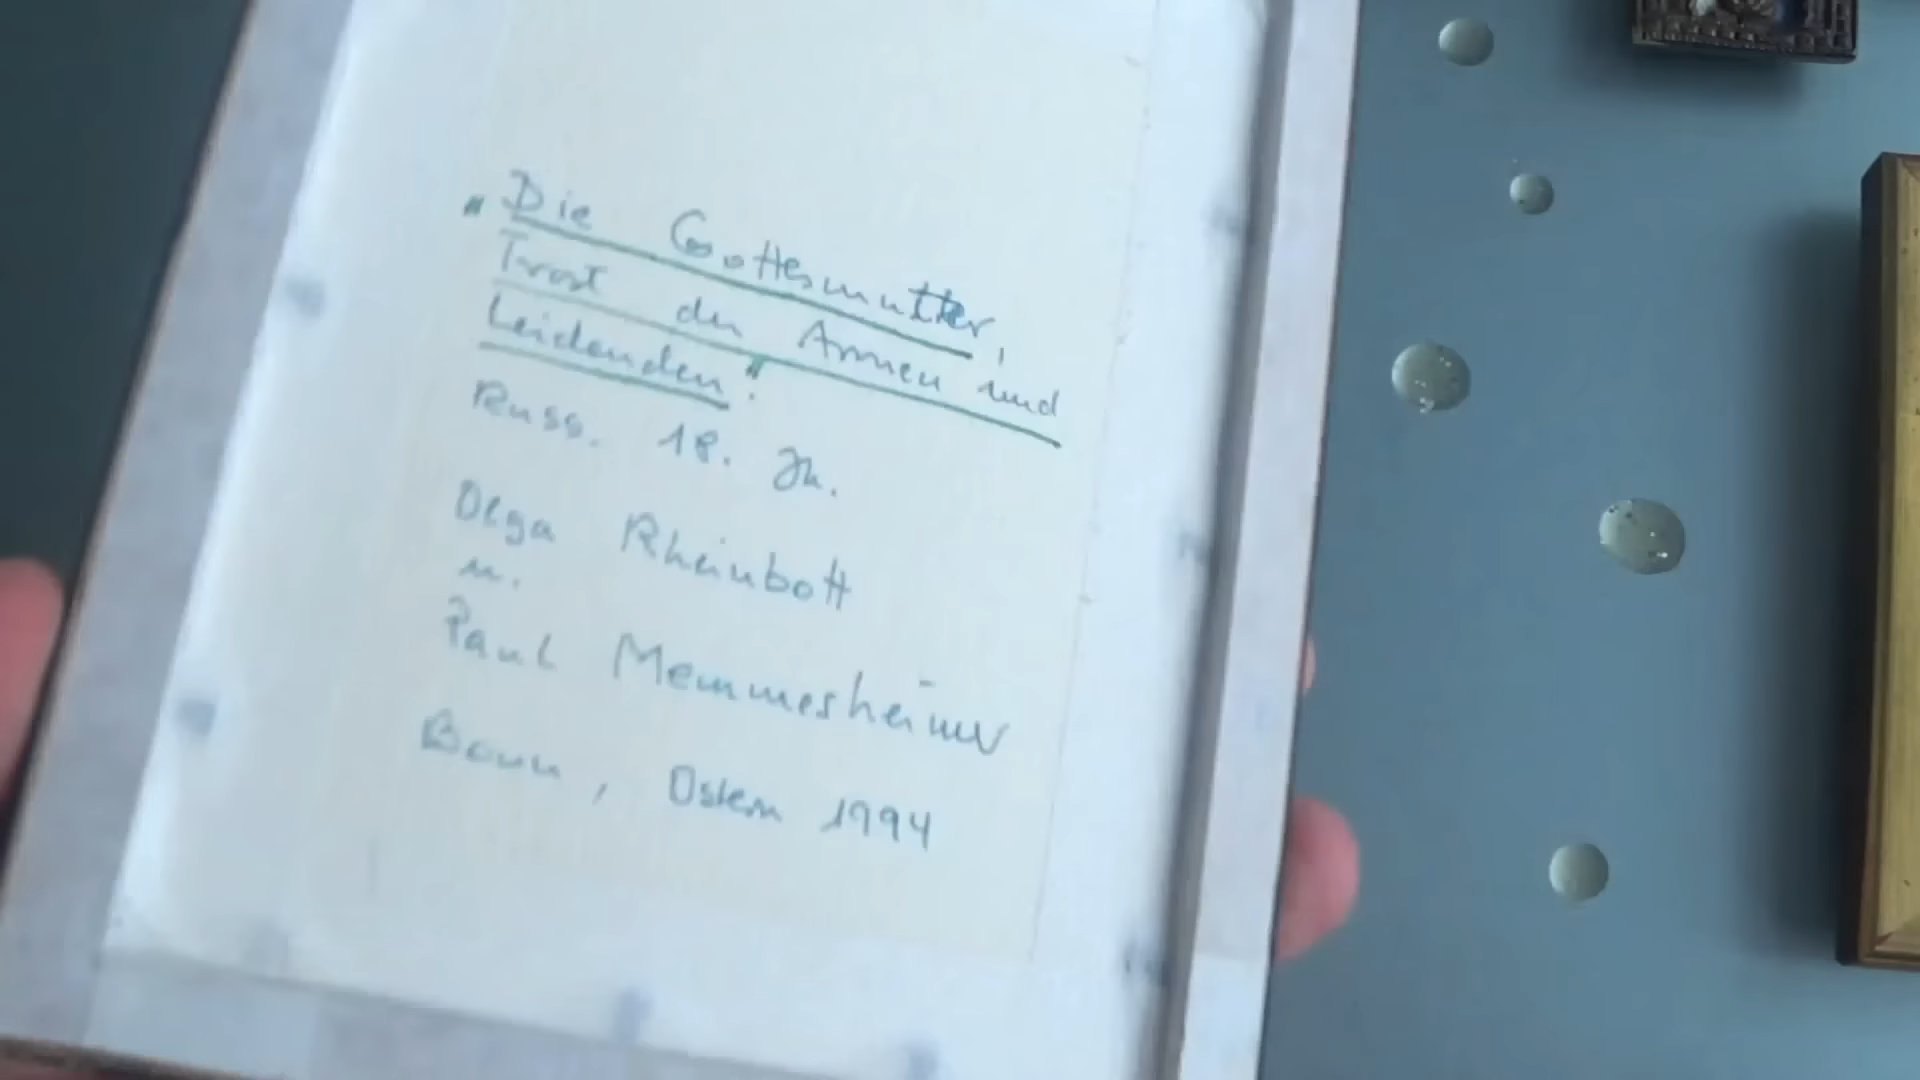 "Die Gottesmutter,
Trost der Armen und
Leidenden".
Russ. 18. Jh.
Olga Rheinbott
u.
Paul Memmesheimer
Bonn, Ostern 1994